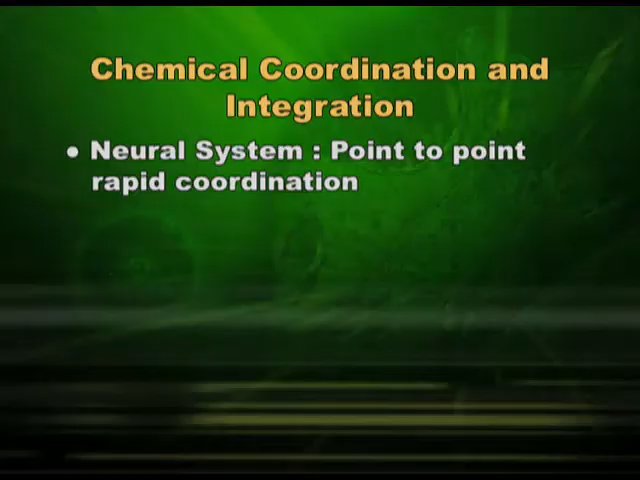 Chemical Coordination and
Integration
• Neural System : Point to point
rapid coordination